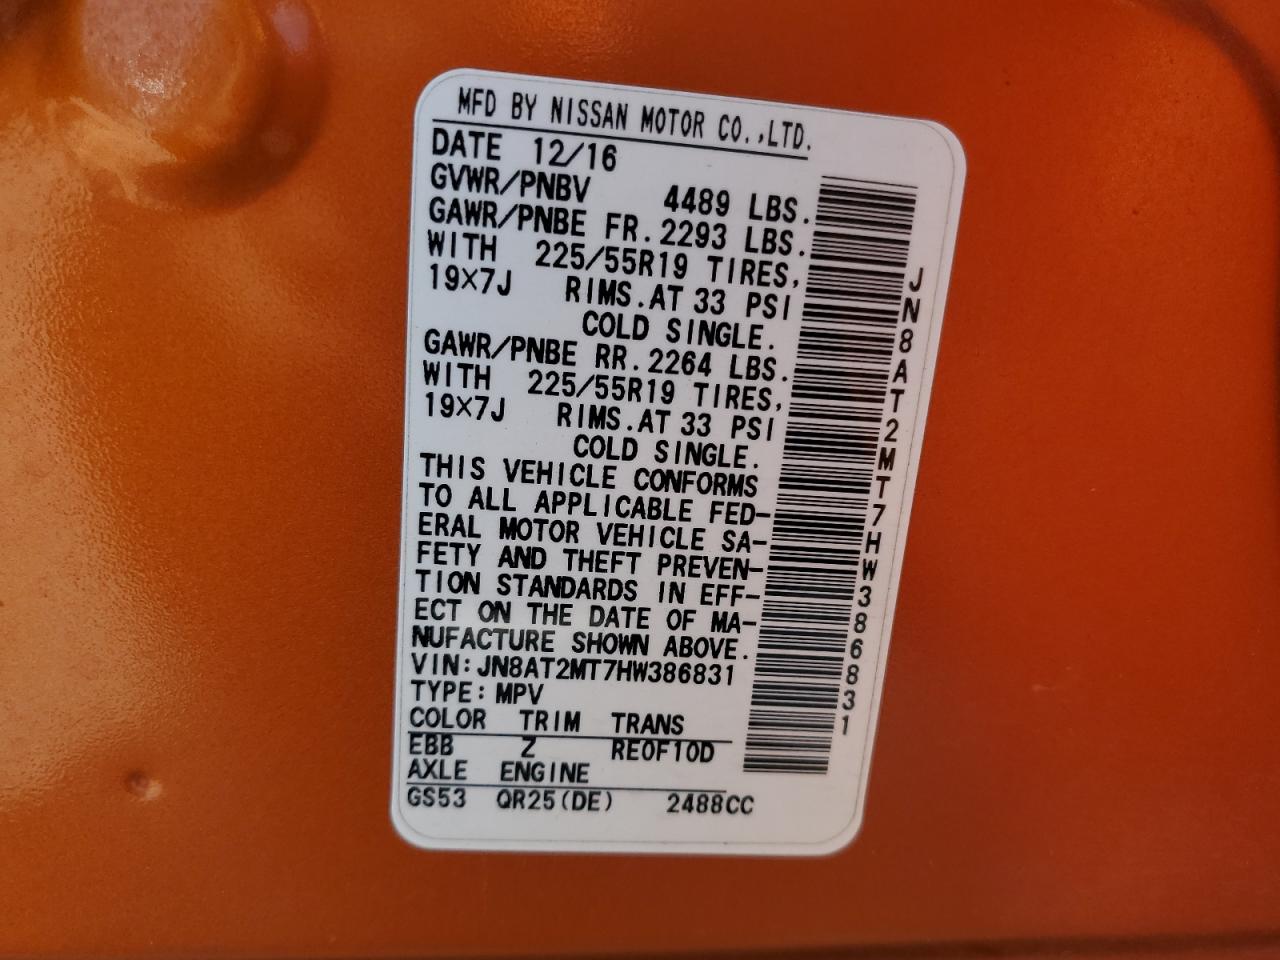 MFD BY NISSAN MOTOR CO.,LTD.
DATE 12/16
GVWR/PNBV 4489 LBS.
GAWR/PNBE FR. 2293 LBS.
WITH 225/55R19 TIRES,
19×7J RIMS.AT 33 PSI
COLD SINGLE.
GAWR/PNBE RR. 2264 LBS.
WITH 225/55R19 TIRES,
19×7J RIMS.AT 33 PSI
COLD SINGLE.
THIS VEHICLE CONFORMS
TO ALL APPLICABLE FED-
ERAL MOTOR VEHICLE SA-
FETY AND THEFT PREVEN-
TION STANDARDS IN EFF-
ECT ON THE DATE OF MA-
NUFACTURE SHOWN ABOVE.
VIN:JN8AT2MT7HW386831
TYPE:MPV
COLOR TRIM TRANS
EBB Z RE0F10D
AXLE ENGINE
GS53 QR25(DE) 2488CC
JN8AT2MT7HW386831